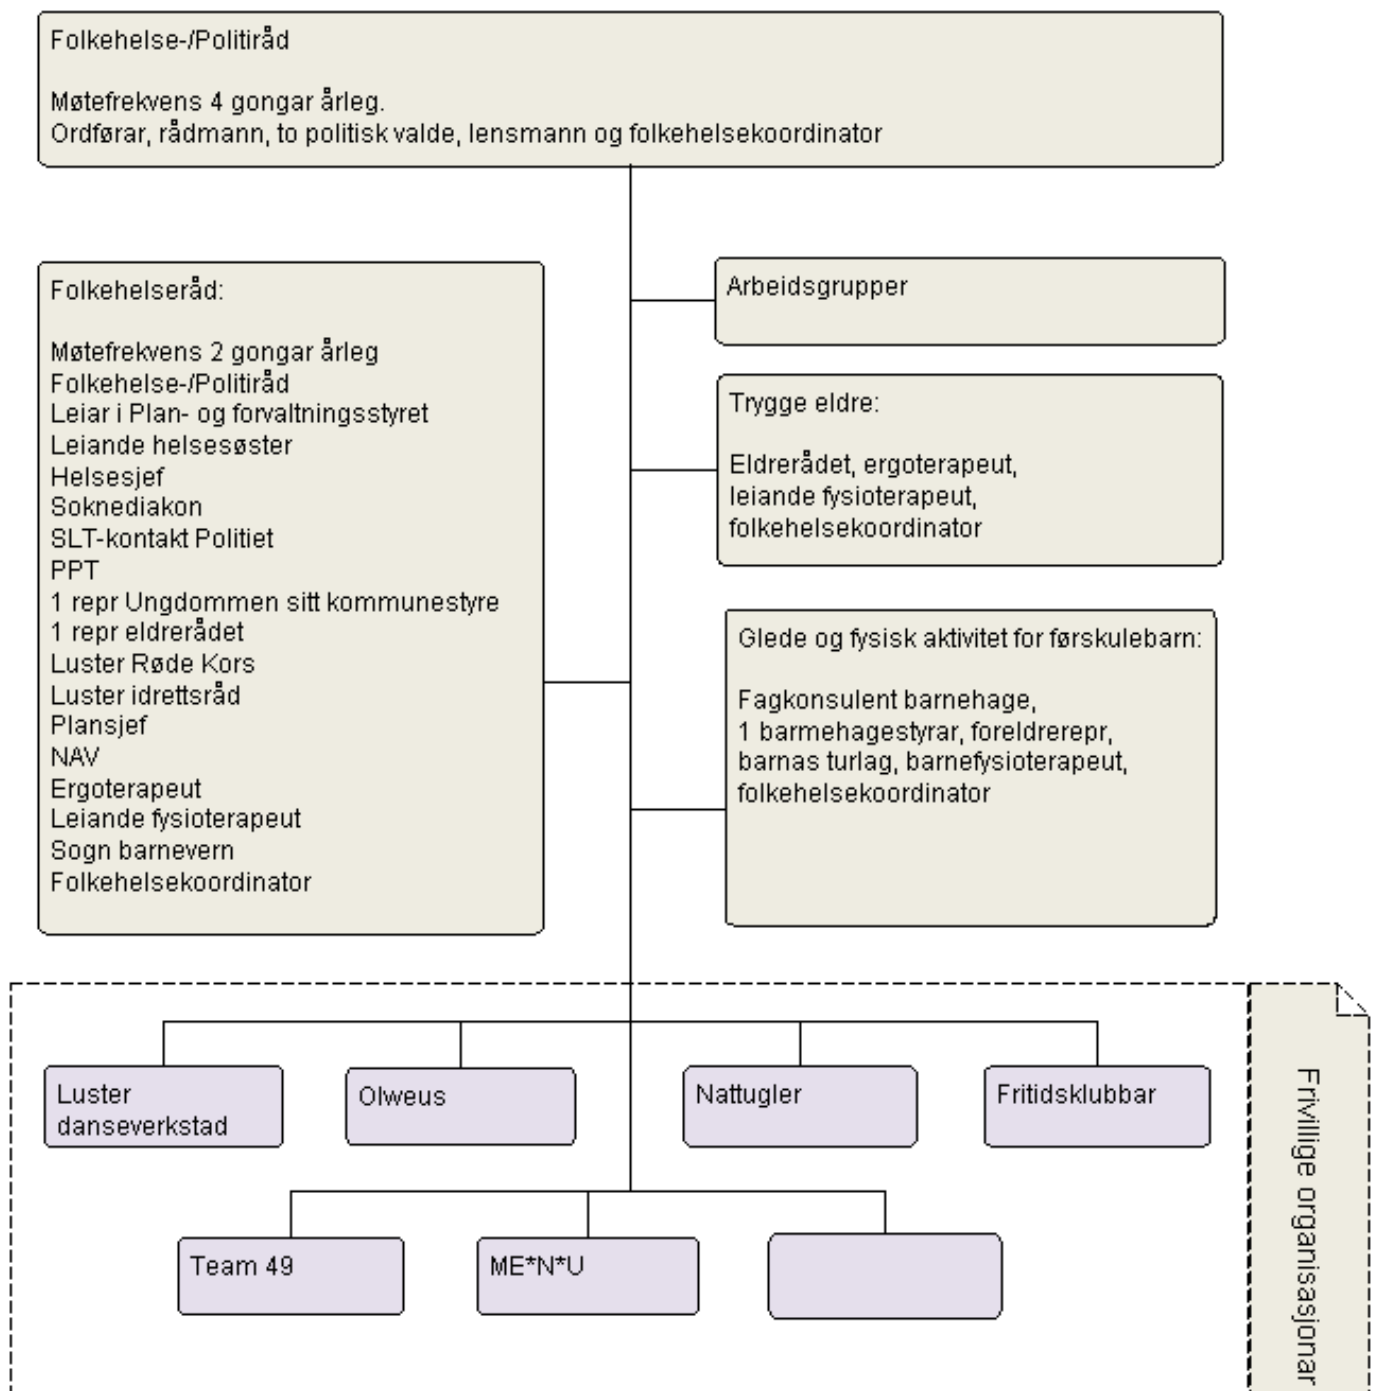 Folkehelse-/Politiråd
Møtefrekvens 4 gongar årleg.
Ordførar, rådmann, to politisk valde, lensmann og folkehelsekoordinator
Folkehelseråd:
Møtefrekvens 2 gongar årleg
Folkehelse-/Politiråd
Leiar i Plan- og forvaltningsstyret
Leiande helsesøster
Helsesjef
Soknediakon
SLT-kontakt Politiet
PPT
1 repr Ungdommen sitt kommunestyre
1 repr eldrerådet
Luster Røde Kors
Luster idrettsråd
Plansjef
NAV
Ergoterapeut
Leiande fysioterapeut
Sogn barnevern
Folkehelsekoordinator
Arbeidsgrupper
Trygge eldre:
Eldrerådet, ergoterapeut,
leiande fysioterapeut,
folkehelsekoordinator
Glede og fysisk aktivitet for førskulebarn:
Fagkonsulent barnehage,
1 barmehagestyrar, foreldrerepr,
barnas turlag, barnefysioterapeut,
folkehelsekoordinator
Luster
danseverkstad
Olweus
Nattugler
Fritidsklubbar
Team 49
ME*N*U
Frivillige organisasjonar